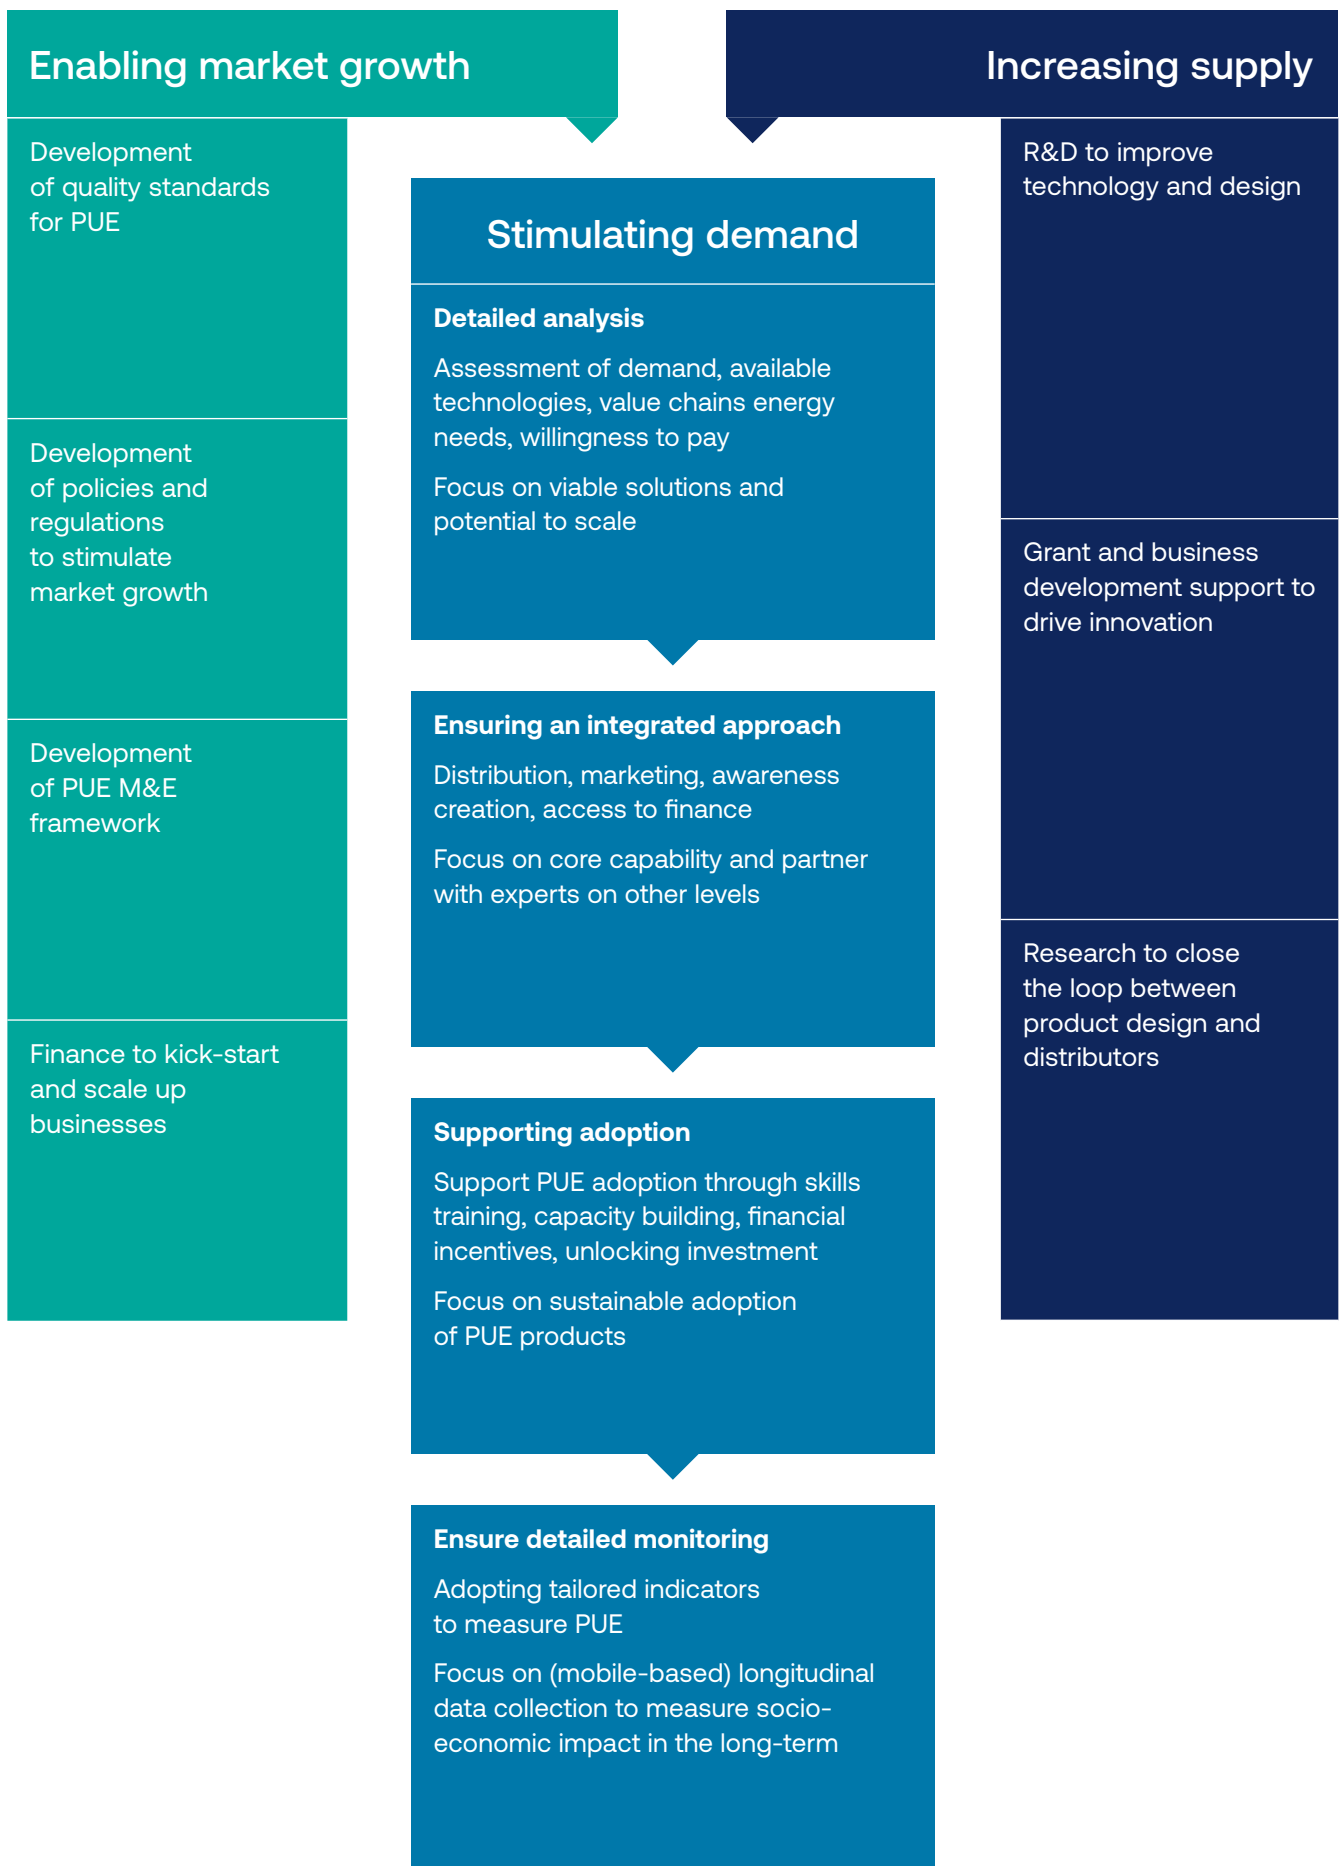 Enabling market growth
Development
of quality standards
for PUE
Development
of policies and
regulations
to stimulate
market growth
Development
of PUE M&E
framework
Finance to kick-start
and scale up
businesses
Stimulating demand
Detailed analysis
Assessment of demand, available
technologies, value chains energy
needs, willingness to pay
Focus on viable solutions and
potential to scale
Ensuring an integrated approach
Distribution, marketing, awareness
creation, access to finance
Focus on core capability and partner
with experts on other levels
Supporting adoption
Support PUE adoption through skills
training, capacity building, financial
incentives, unlocking investment
Focus on sustainable adoption
of PUE products
Ensure detailed monitoring
Adopting tailored indicators
to measure PUE
Focus on (mobile-based) longitudinal
data collection to measure socio-
economic impact in the long-term
Increasing supply
R&D to improve
technology and design
Grant and business
development support to
drive innovation
Research to close
the loop between
product design and
distributors